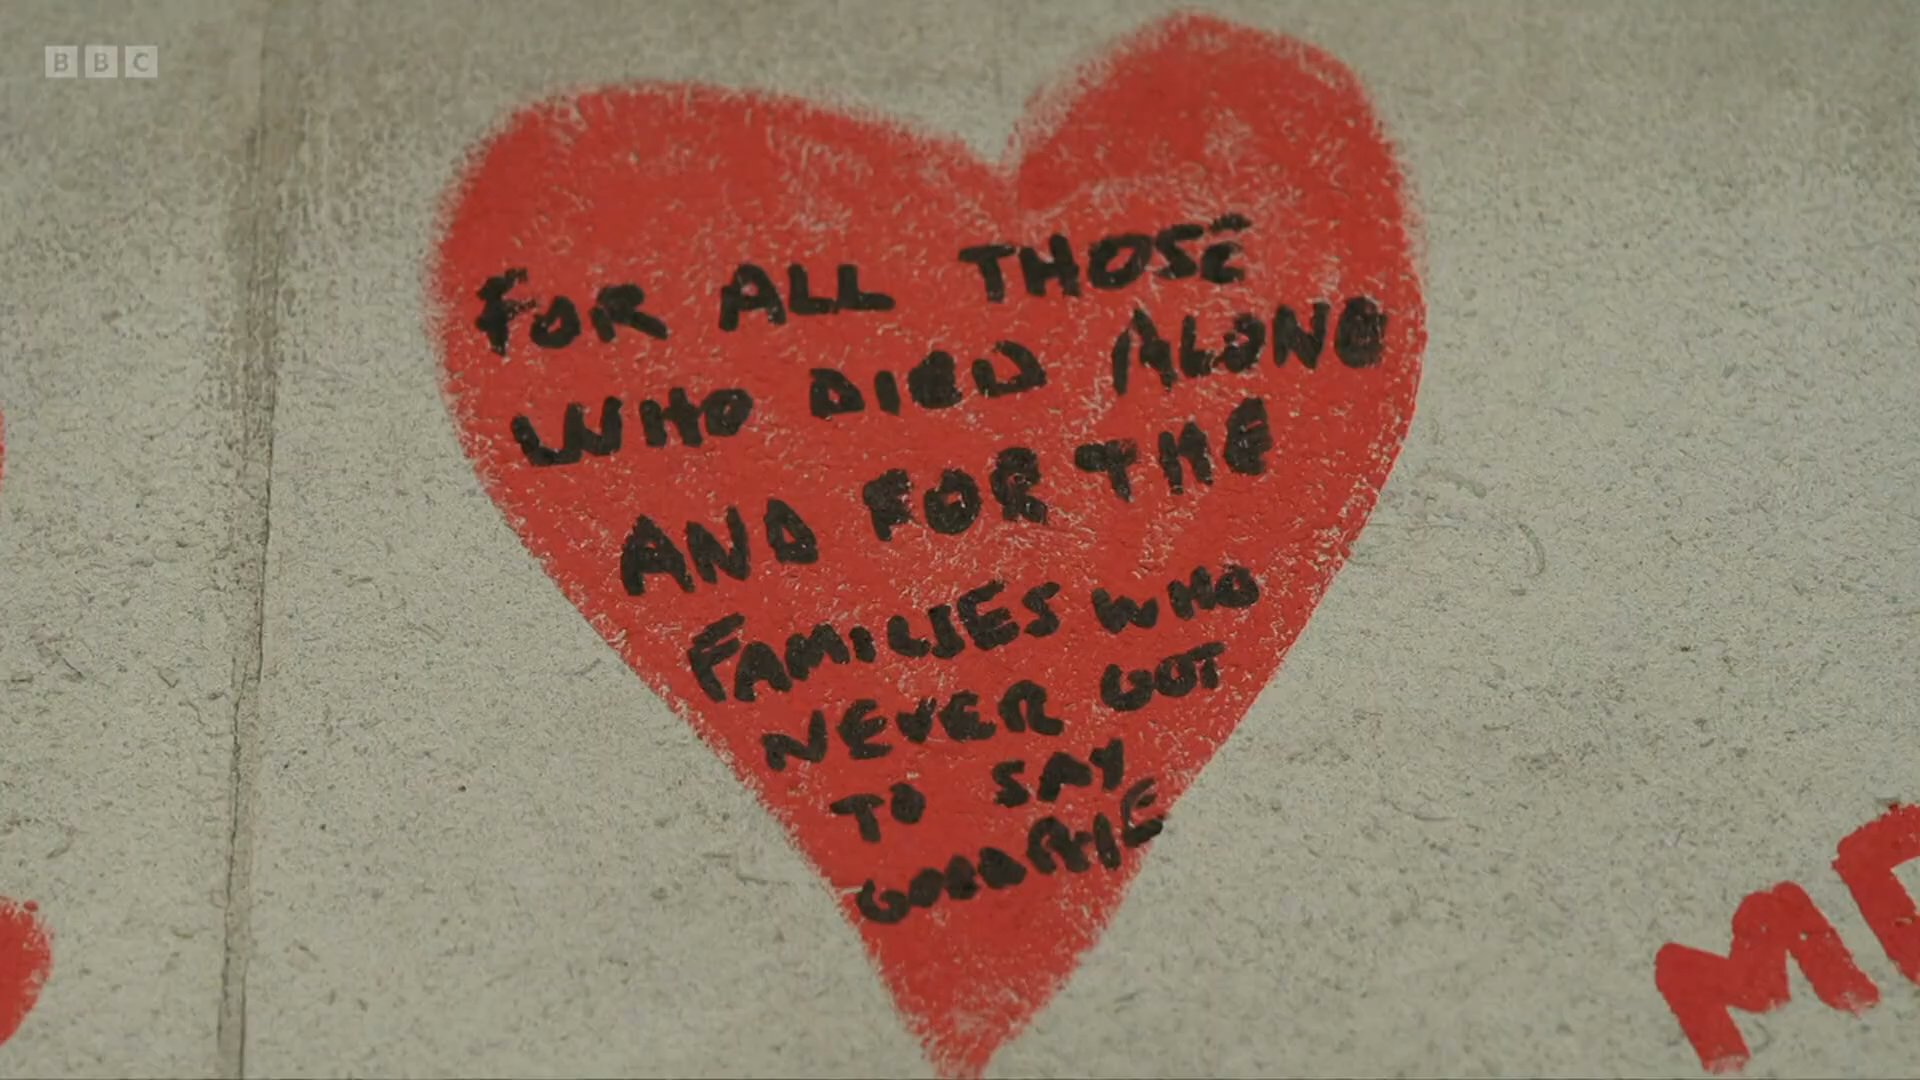 BBC
FOR ALL THOSE
WHO DIED ALONE
AND FOR THE
FAMILIES WHO
NEVER GOT
TO SAY
GOODBYE